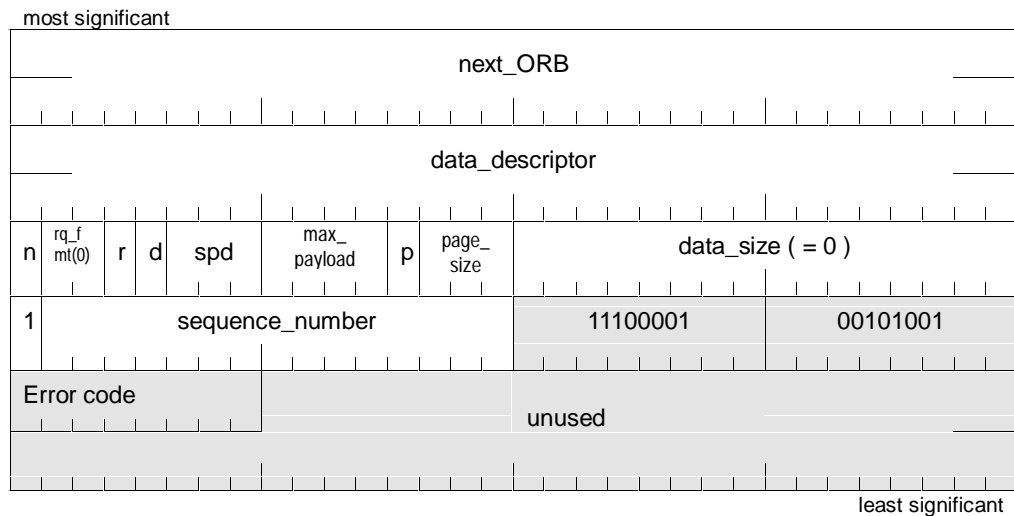 most significant
next_ORB
data_descriptor
n rq_f mt(0) r d spd max_ payload p page_ size data_size ( = 0 )
1 sequence_number 11100001 00101001
Error code
unused
least significant